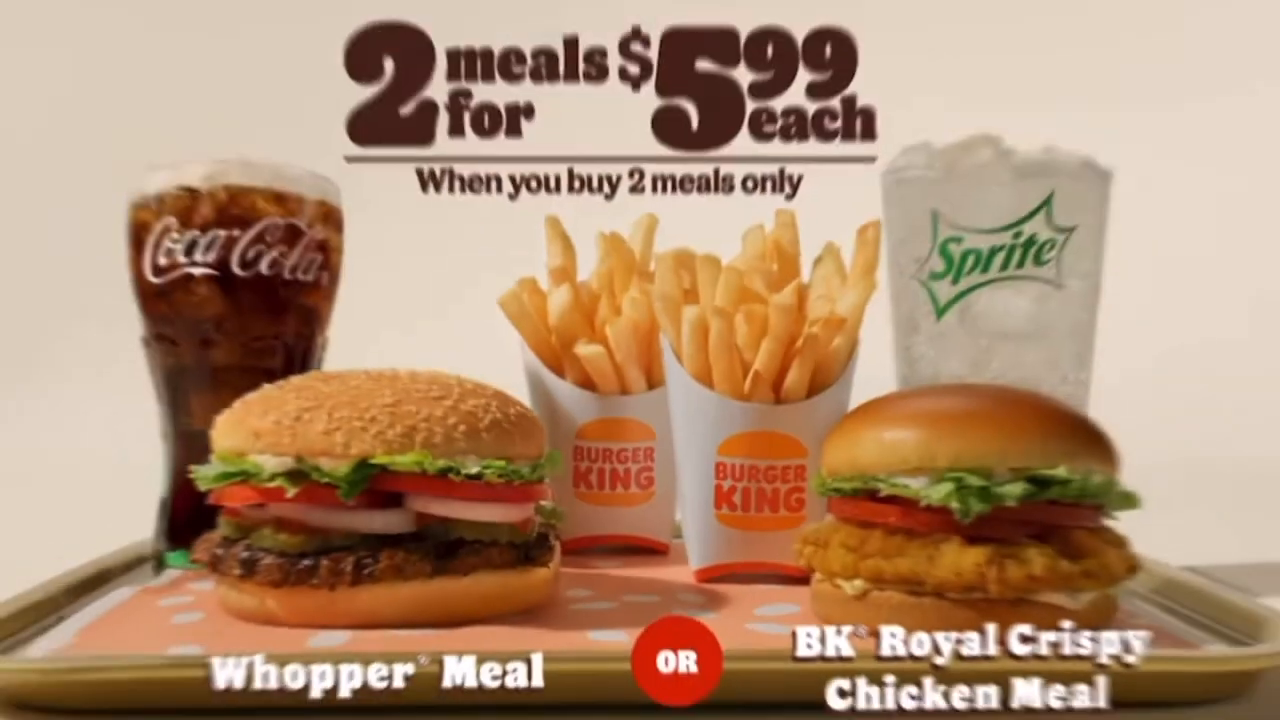 2 meals for $5.99 each
When you buy 2 meals only
Coca-Cola
Sprite
BURGER
KING
BURGER
KING
Whopper® Meal
OR
BK® Royal Crispy
Chicken Meal